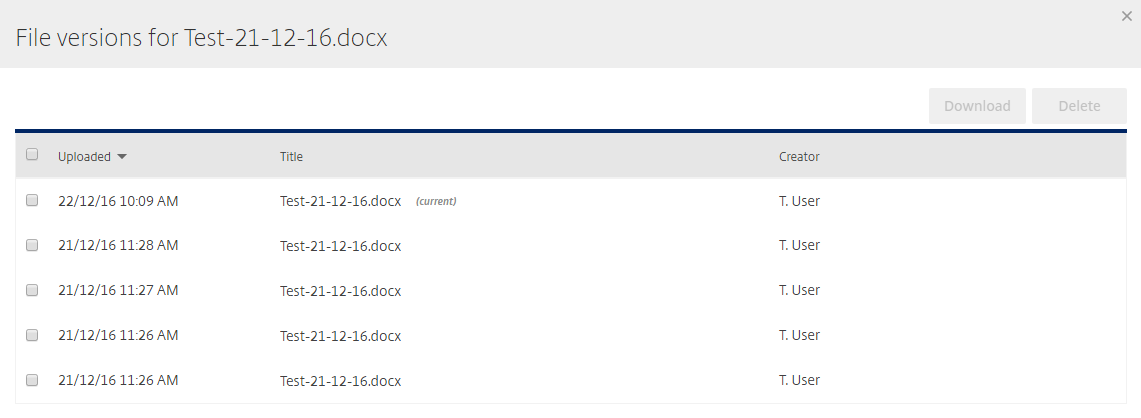 File versions for Test-21-12-16.docx
Download Delete
Uploaded Title Creator
22/12/16 10:09 AM Test-21-12-16.docx (current) T. User
21/12/16 11:28 AM Test-21-12-16.docx T. User
21/12/16 11:27 AM Test-21-12-16.docx T. User
21/12/16 11:26 AM Test-21-12-16.docx T. User
21/12/16 11:26 AM Test-21-12-16.docx T. User